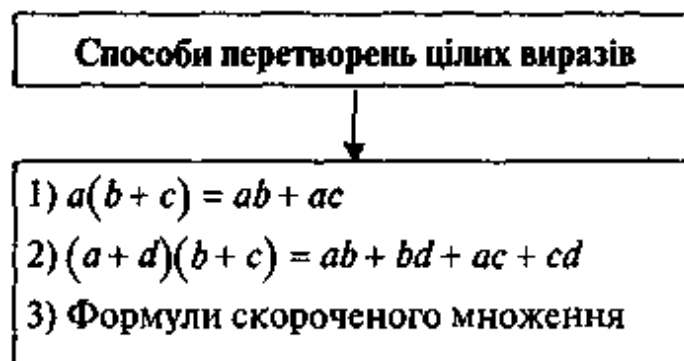 Способи перетворень цілих виразів
1) a(b + c) = ab + ac
2) (a + d)(b + c) = ab + bd + ac + cd
3) Формули скороченого множення